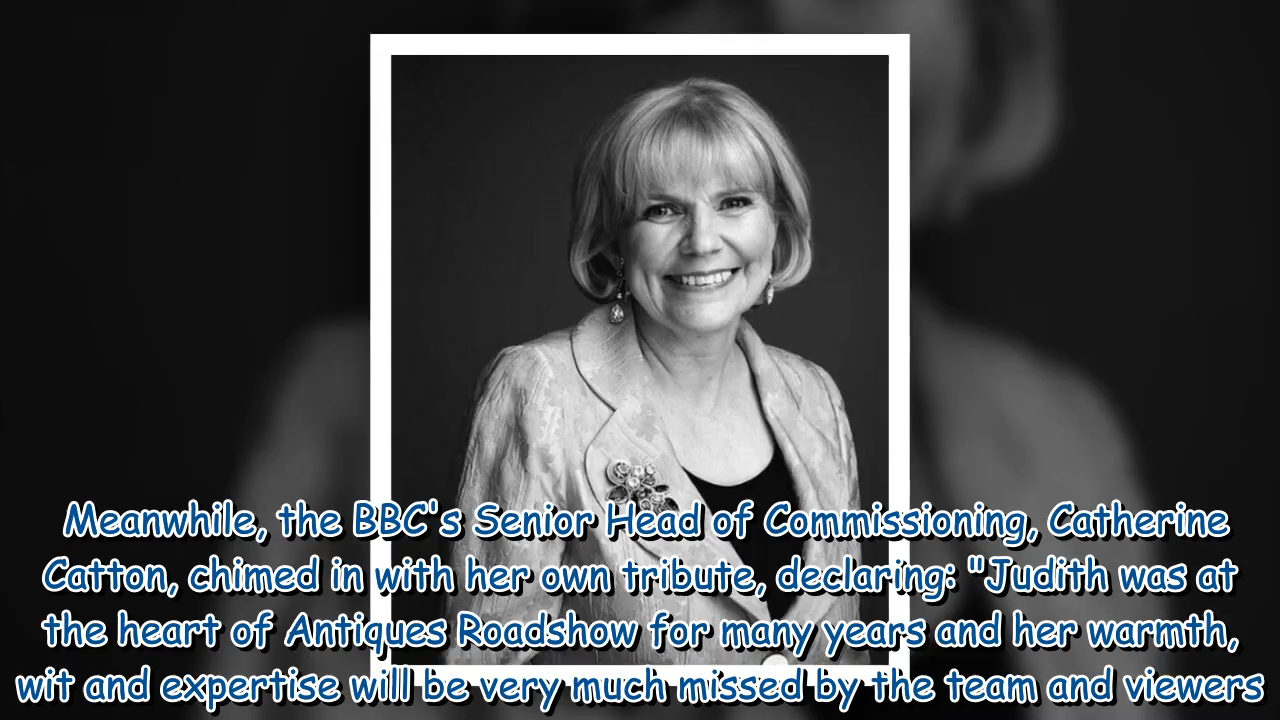 Meanwhile, the BBC's Senior Head of Commissioning, Catherine
Catton, chimed in with her own tribute, declaring: "Judith was at
the heart of Antiques Roadshow for many years and her warmth,
wit and expertise will be very much missed by the team and viewers